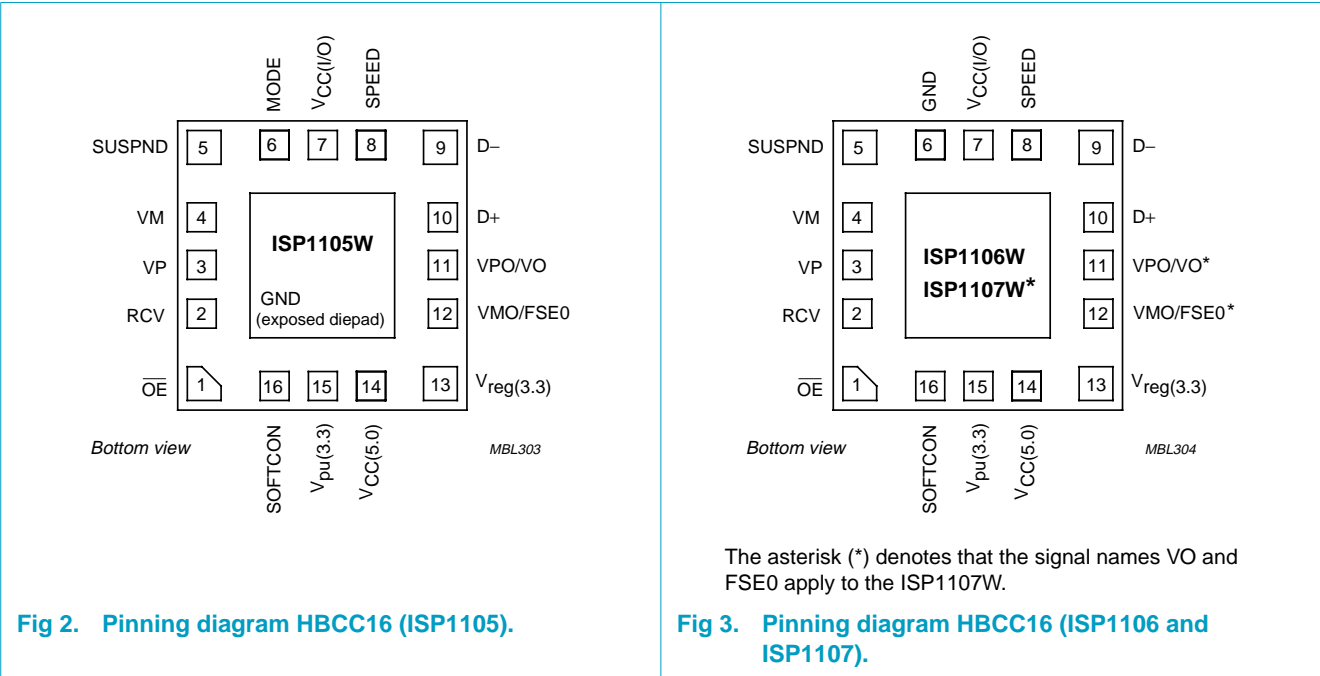 MODE
VCC(I/O)
SPEED
SUSPND 5 6 7 8 9 D−
VM 4 10 D+
ISP1105W
VP 3 11 VPO/VO
GND
(exposed diepad)
RCV 2 12 VMO/FSE0
OE 1 16 15 14 13 Vreg(3.3)
SOFTCON
Vpu(3.3)
VCC(5.0)
Bottom view
MBL303
Fig 2. Pinning diagram HBCC16 (ISP1105).
GND
VCC(I/O)
SPEED
SUSPND 5 6 7 8 9 D−
VM 4 10 D+
ISP1106W
VP 3 11 VPO/VO*
ISP1107W*
RCV 2 12 VMO/FSE0*
OE 1 16 15 14 13 Vreg(3.3)
SOFTCON
Vpu(3.3)
VCC(5.0)
Bottom view
MBL304
The asterisk (*) denotes that the signal names VO and
FSE0 apply to the ISP1107W.
Fig 3. Pinning diagram HBCC16 (ISP1106 and
ISP1107).